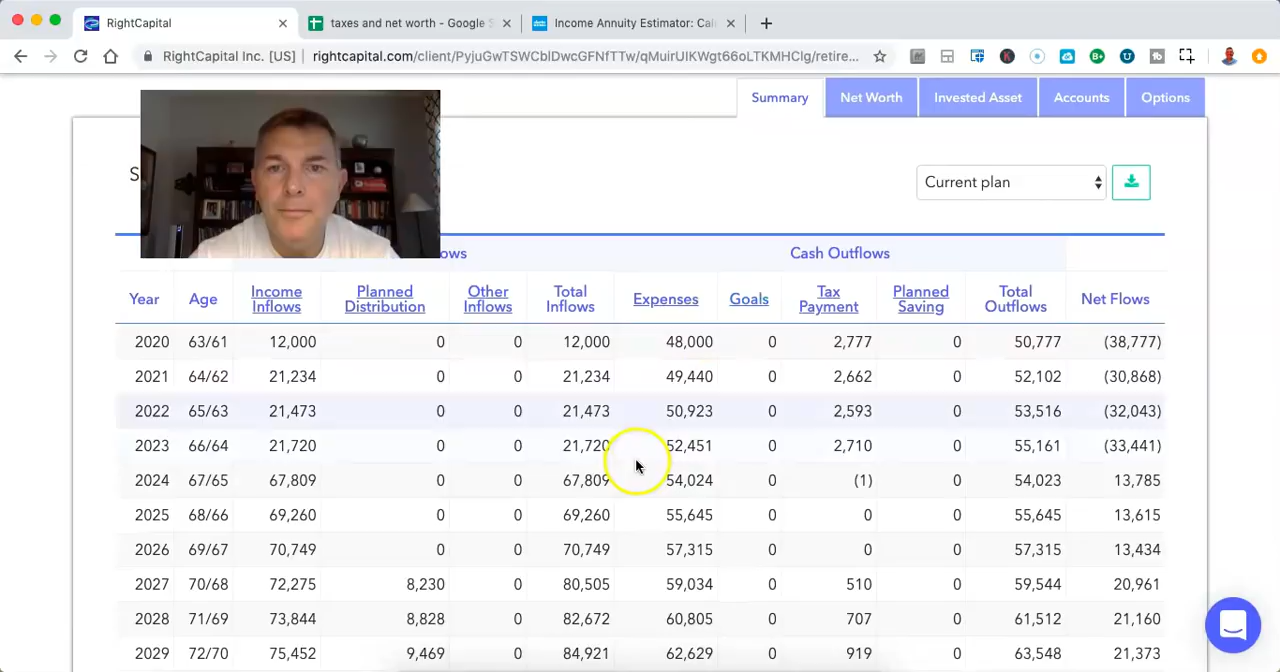 RightCapital
taxes and net worth - Google S
Income Annuity Estimator: Cal
RightCapital Inc. [US] rightcapital.com/client/PyjuGwTSWCblDwcGFNfTTw/qMuirUlKWgt66oLTKMHClg/retire...
Summary Net Worth Invested Asset Accounts Options
S
Current plan
ows Cash Outflows
Year Age Income Inflows Planned Distribution Other Inflows Total Inflows Expenses Goals Tax Payment Planned Saving Total Outflows Net Flows
2020 63/61 12,000 0 0 12,000 48,000 0 2,777 0 50,777 (38,777)
2021 64/62 21,234 0 0 21,234 49,440 0 2,662 0 52,102 (30,868)
2022 65/63 21,473 0 0 21,473 50,923 0 2,593 0 53,516 (32,043)
2023 66/64 21,720 0 0 21,720 52,451 0 2,710 0 55,161 (33,441)
2024 67/65 67,809 0 0 67,809 54,024 0 (1) 0 54,023 13,785
2025 68/66 69,260 0 0 69,260 55,645 0 0 0 55,645 13,615
2026 69/67 70,749 0 0 70,749 57,315 0 0 0 57,315 13,434
2027 70/68 72,275 8,230 0 80,505 59,034 0 510 0 59,544 20,961
2028 71/69 73,844 8,828 0 82,672 60,805 0 707 0 61,512 21,160
2029 72/70 75,452 9,469 0 84,921 62,629 0 919 0 63,548 21,373